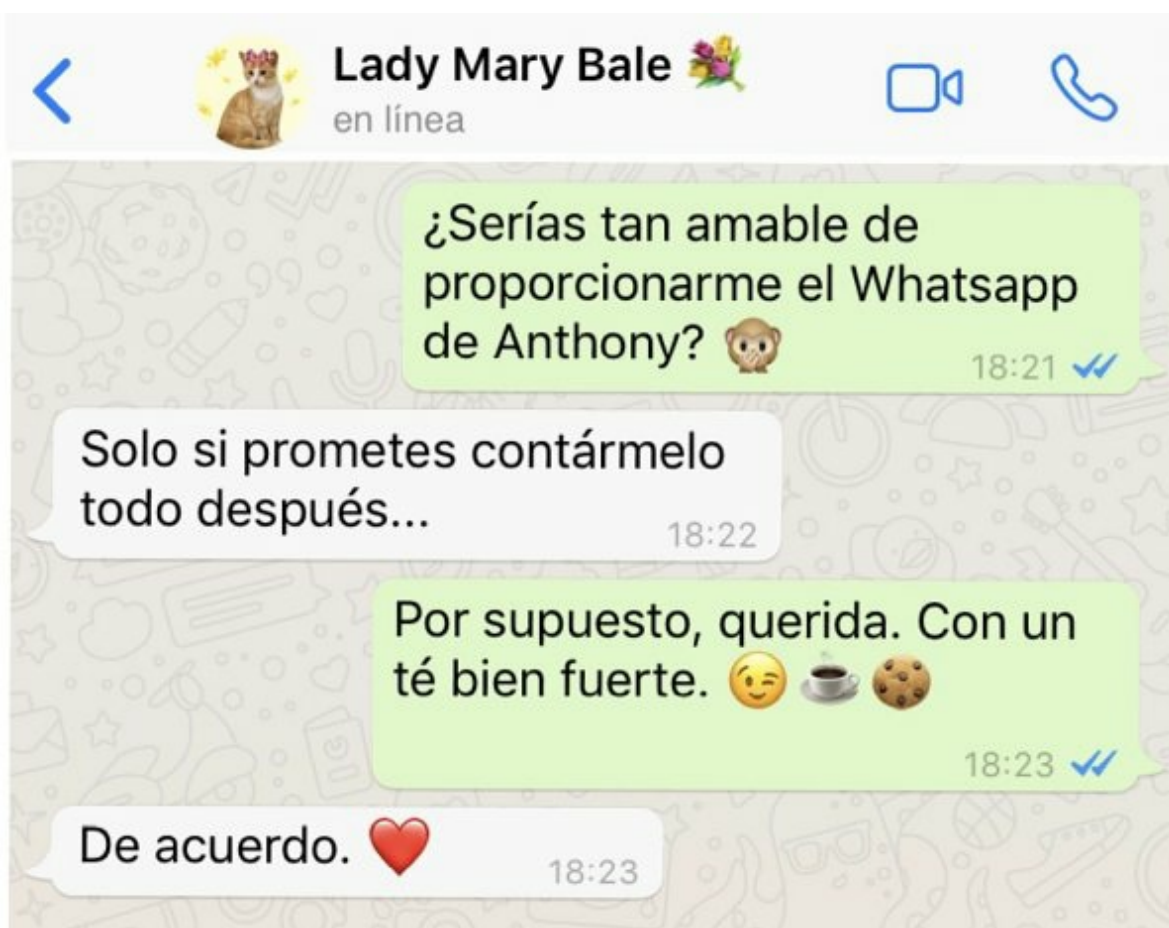 Lady Mary Bale 💐
en línea
¿Serías tan amable de
proporcionarme el Whatsapp
de Anthony? 🙊
18:21
Solo si prometes contármelo
todo después...
18:22
Por supuesto, querida. Con un
té bien fuerte. 😉 ☕ 🍪
18:23
De acuerdo. ❤️
18:23